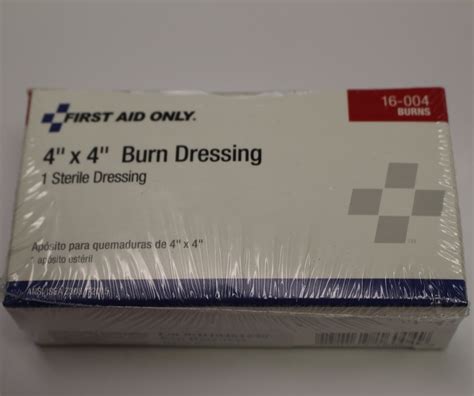 16-004
BURNS
FIRST AID ONLY.
4" x 4" Burn Dressing
1 Sterile Dressing
Apósito para quemaduras de 4" x 4"
1 apósito estéril